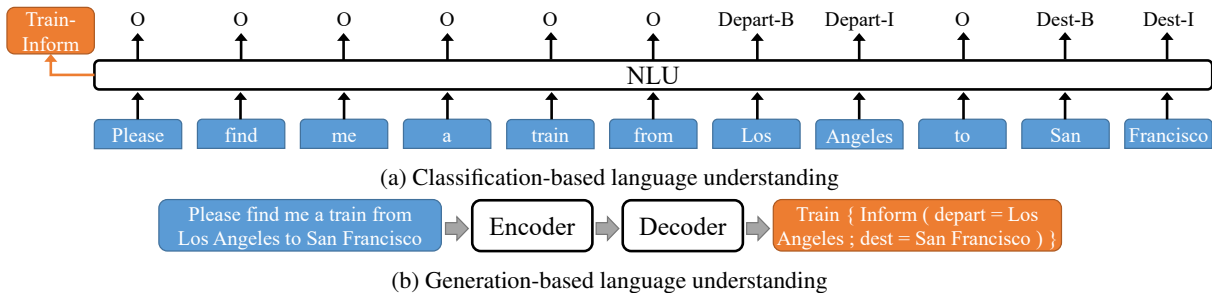 Train-
Inform
O O O O O O Depart-B Depart-I O Dest-B Dest-I
NLU
Please find me a train from Los Angeles to San Francisco
(a) Classification-based language understanding
Please find me a train from
Los Angeles to San Francisco
Encoder
Decoder
Train { Inform ( depart = Los
Angeles ; dest = San Francisco ) }
(b) Generation-based language understanding